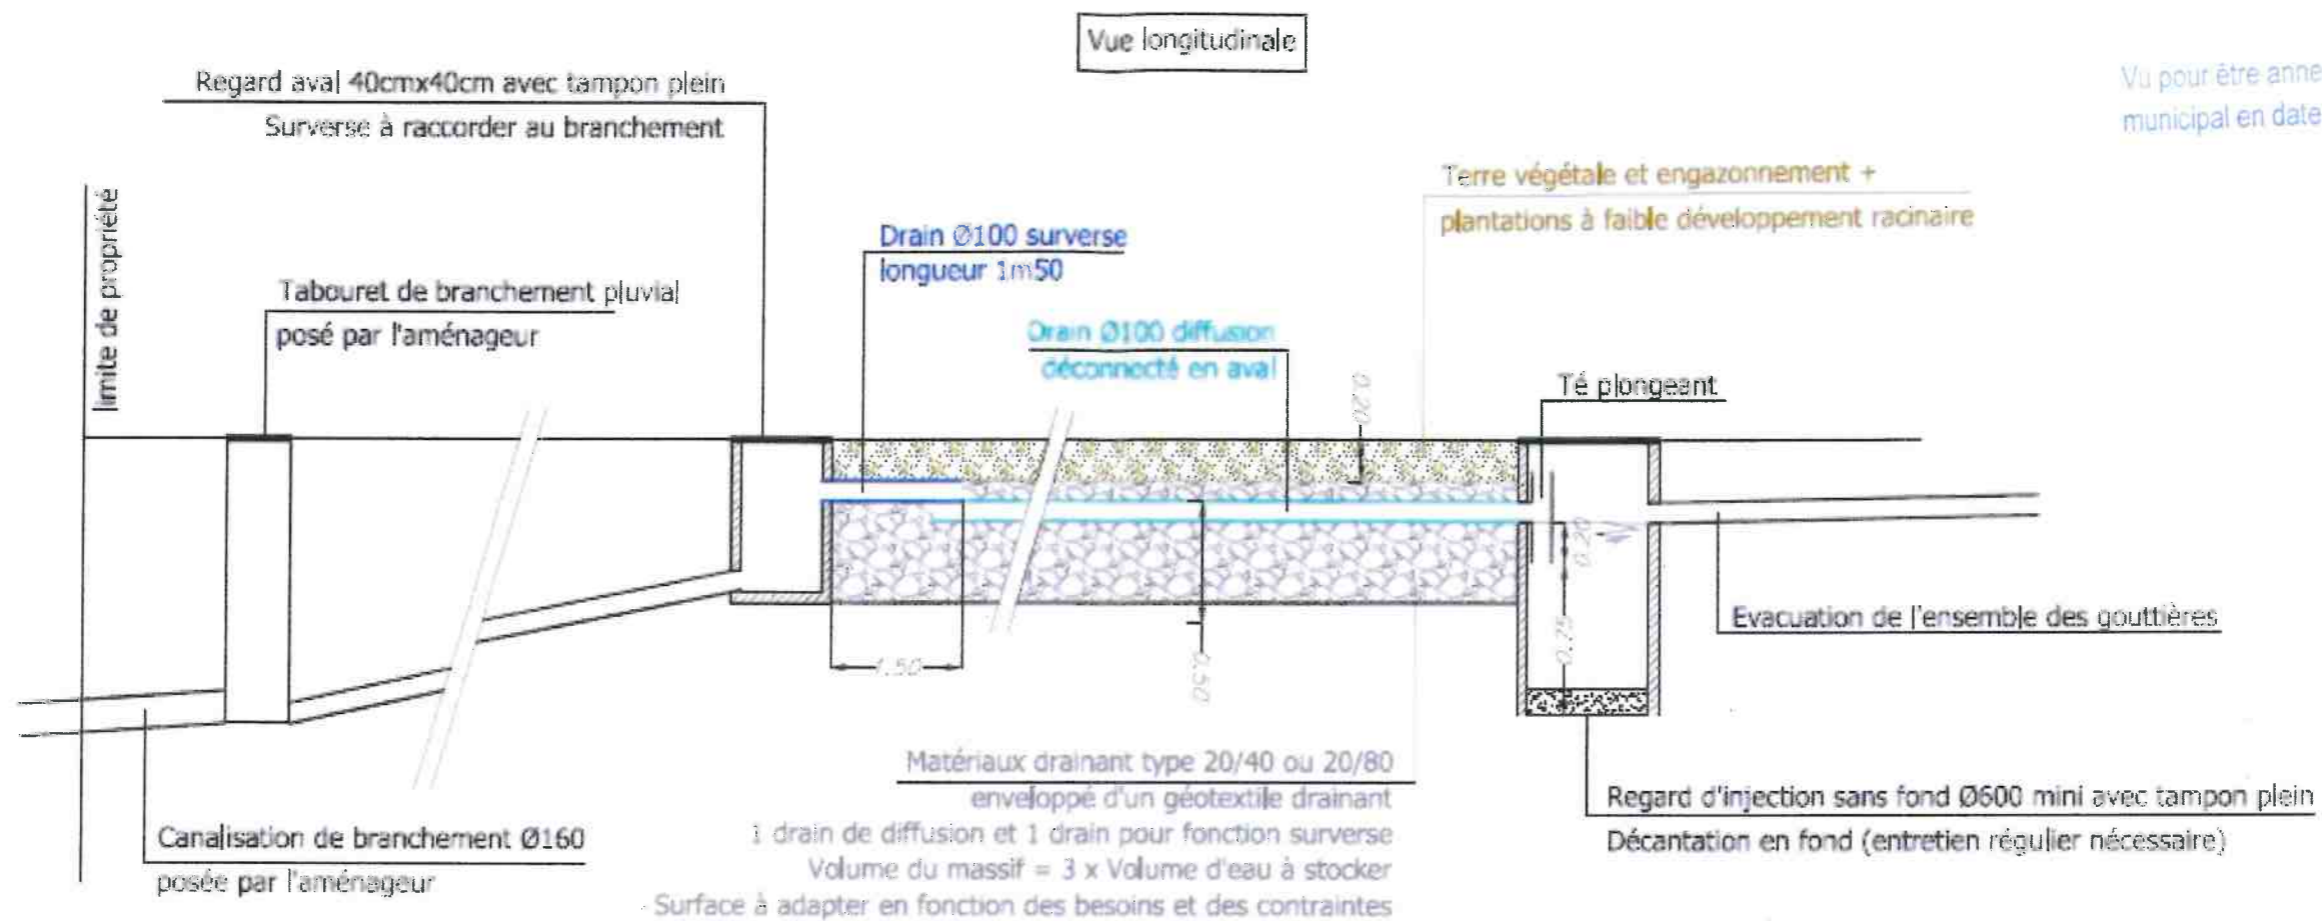 Vue longitudinale
Vu pour être anne
municipal en date
Regard aval 40cmx40cm avec tampon plein
Surverse à raccorder au branchement
Terre végétale et engazonnement +
plantations à faible développement racinaire
limite de propriété
Drain Ø100 surverse
longueur 1m50
Tabouret de branchement pluvial
posé par l'aménageur
Drain Ø100 diffusion
déconnecté en aval
0.20
Té plongeant
0.20
0.75
1.50
0.50
Evacuation de l'ensemble des gouttières
Matériaux drainant type 20/40 ou 20/80
enveloppé d'un géotextile drainant
1 drain de diffusion et 1 drain pour fonction surverse
Volume du massif = 3 x Volume d'eau à stocker
Surface à adapter en fonction des besoins et des contraintes
Canalisation de branchement Ø160
posée par l'aménageur
Regard d'injection sans fond Ø600 mini avec tampon plein
Décantation en fond (entretien régulier nécessaire)